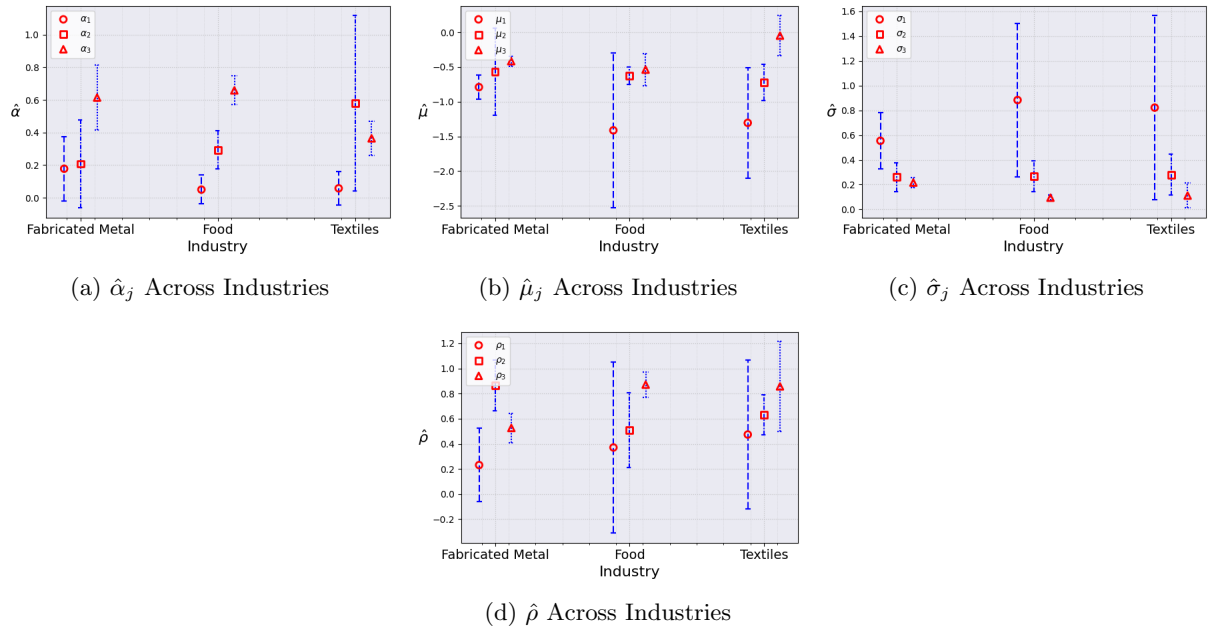 α₁
α₂
α₃
1.0
0.8
0.6
0.4
0.2
0.0
α̂
Fabricated Metal
Food
Textiles
Industry
(a) α̂ⱼ Across Industries
μ₁
μ₂
μ₃
0.0
−0.5
−1.0
−1.5
−2.0
−2.5
μ̂
Fabricated Metal
Food
Textiles
Industry
(b) μ̂ⱼ Across Industries
σ₁
σ₂
σ₃
1.6
1.4
1.2
1.0
0.8
0.6
0.4
0.2
0.0
σ̂
Fabricated Metal
Food
Textiles
Industry
(c) σ̂ⱼ Across Industries
ρ₁
ρ₂
ρ₃
1.2
1.0
0.8
0.6
0.4
0.2
0.0
−0.2
ρ̂
Fabricated Metal
Food
Textiles
Industry
(d) ρ̂ Across Industries